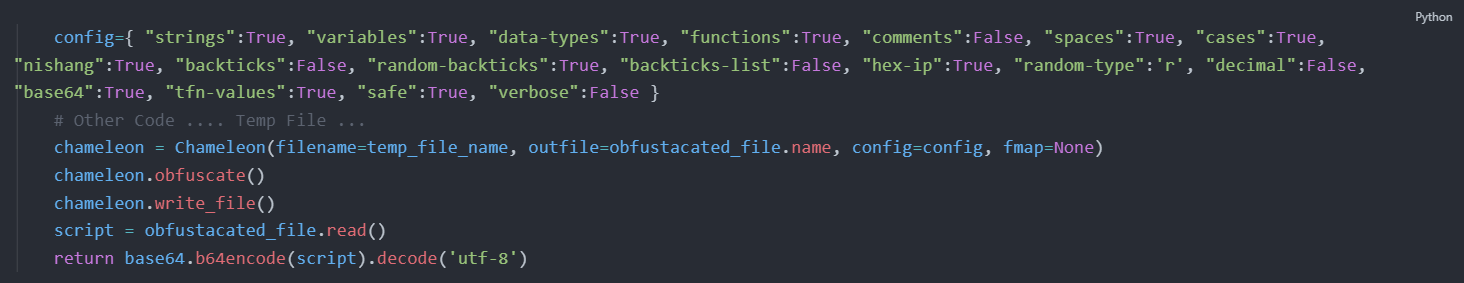 Python
config={ "strings":True, "variables":True, "data-types":True, "functions":True, "comments":False, "spaces":True, "cases":True,
"nishang":True, "backticks":False, "random-backticks":True, "backticks-list":False, "hex-ip":True, "random-type":'r', "decimal":False,
"base64":True, "tfn-values":True, "safe":True, "verbose":False }
# Other Code .... Temp File ...
chameleon = Chameleon(filename=temp_file_name, outfile=obfustacated_file.name, config=config, fmap=None)
chameleon.obfuscate()
chameleon.write_file()
script = obfustacated_file.read()
return base64.b64encode(script).decode('utf-8')